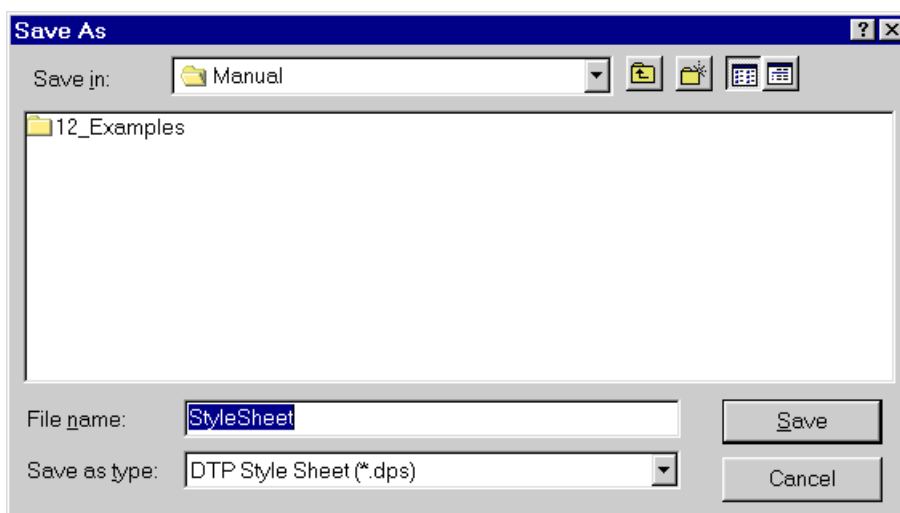 Save As
Save in: Manual
12_Examples
File name: StyleSheet Save
Save as type: DTP Style Sheet (*.dps) Cancel